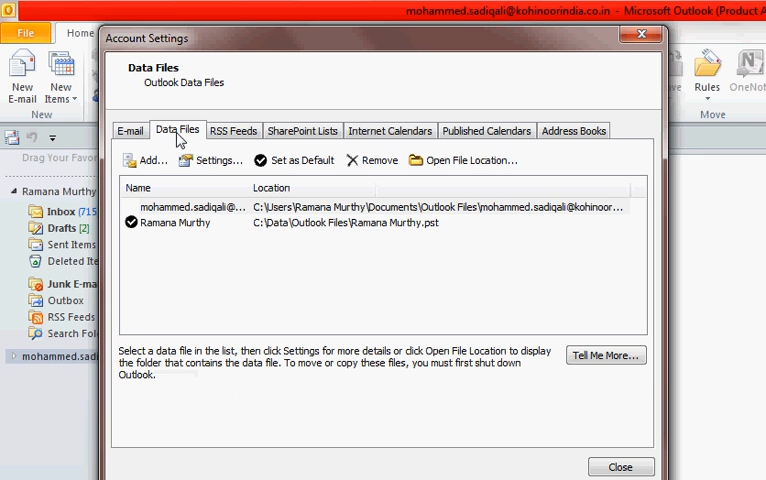 mohammed.sadiqali@kohinoorindia.co.in - Microsoft Outlook (Product A
File
Home
Account Settings
Data Files
Outlook Data Files
New
E-mail
New
Items
New
Rules
OneNot
Move
E-mail
Data Files
RSS Feeds
SharePoint Lists
Internet Calendars
Published Calendars
Address Books
Drag Your Favor
Add...
Settings...
Set as Default
Remove
Open File Location...
Name
Location
mohammed.sadiqali@... C:\Users\Ramana Murthy\Documents\Outlook Files\mohammed.sadiqali@kohinoor...
Ramana Murthy C:\Data\Outlook Files\Ramana Murthy.pst
Ramana Murthy
Inbox (715
Drafts [2]
Sent Items
Deleted Ite
Junk E-ma
Outbox
RSS Feeds
Search Fol
mohammed.sadi
Select a data file in the list, then click Settings for more details or click Open File Location to display
the folder that contains the data file. To move or copy these files, you must first shut down
Outlook.
Tell Me More...
Close